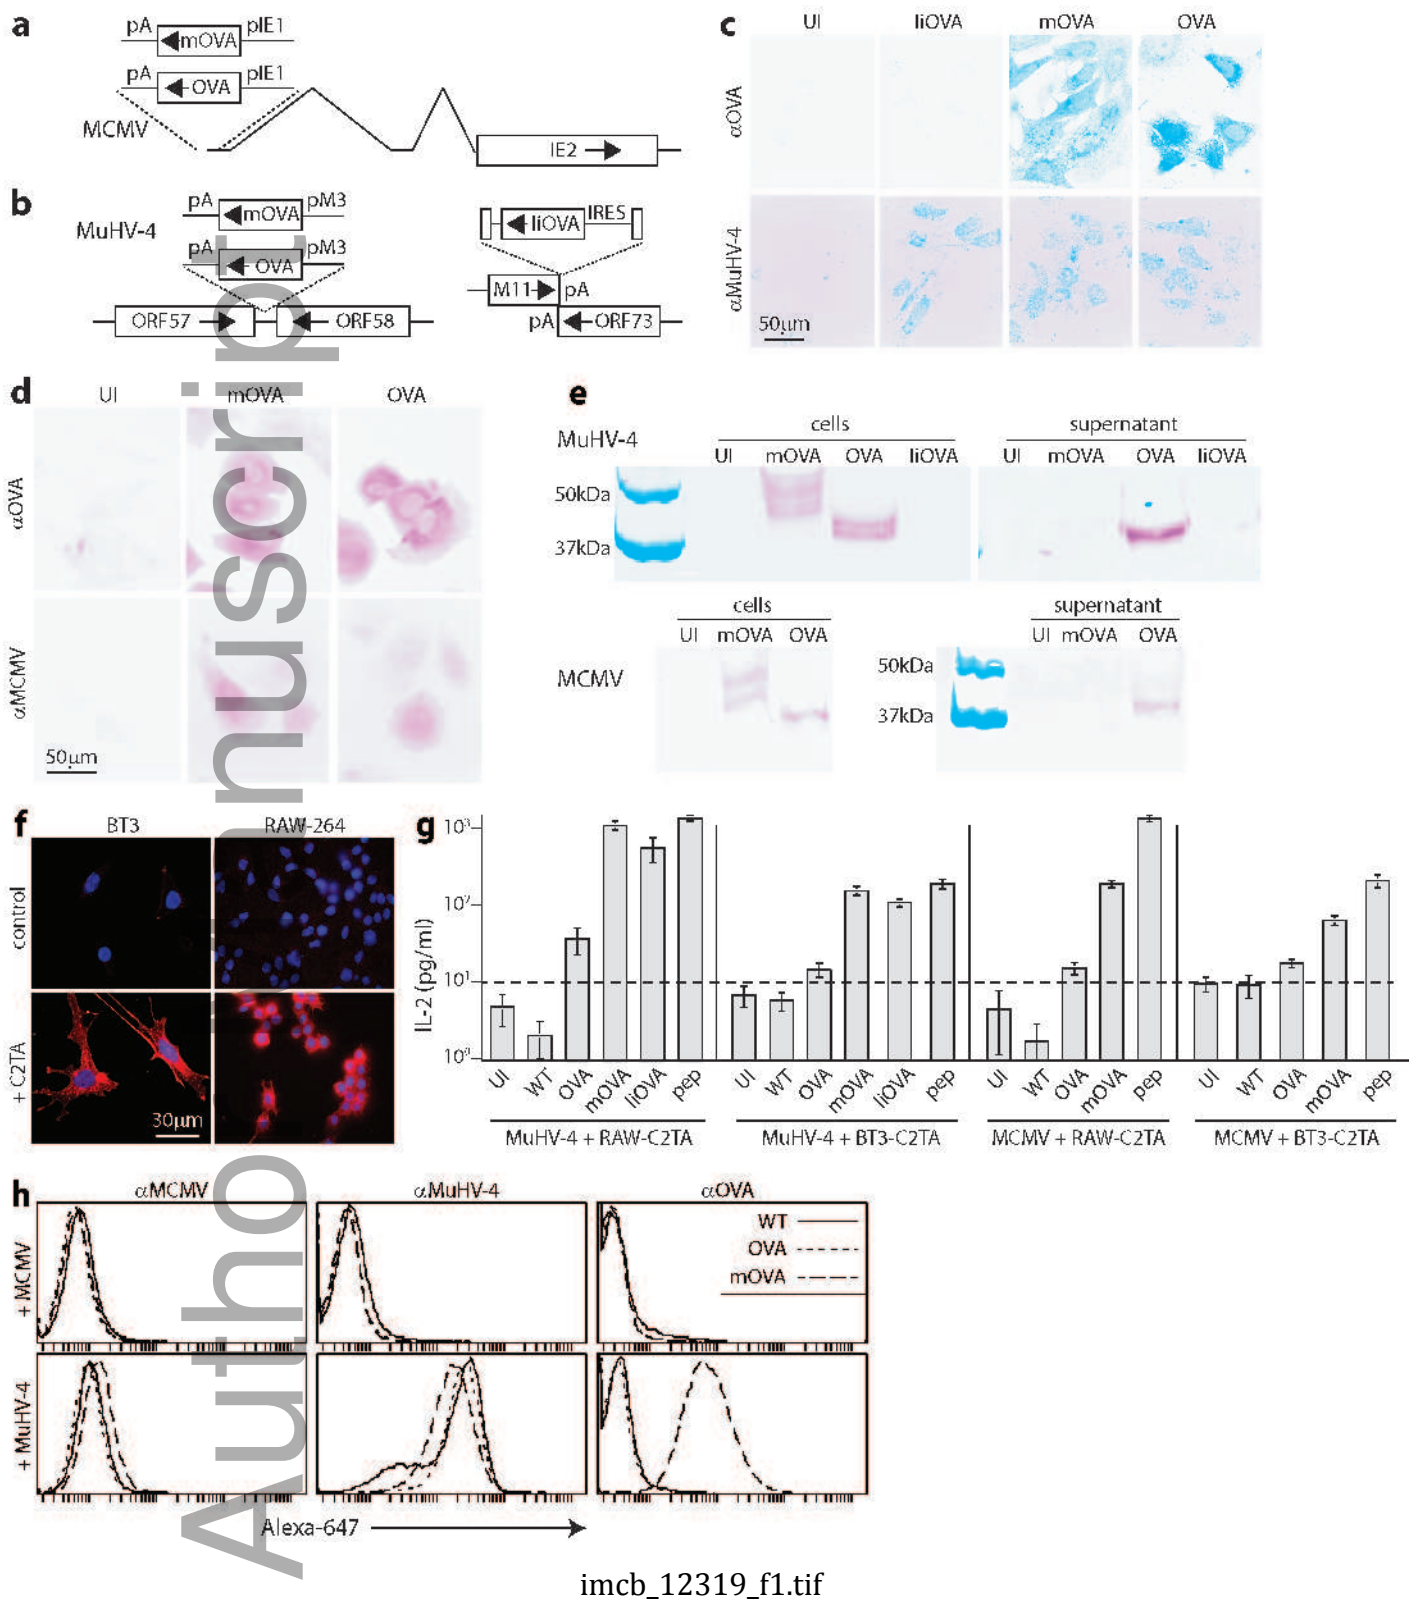 a
pA mOVA pIE1
pA OVA pIE1
MCMV
IE2
b
MuHV-4
pA mOVA pM3
pA OVA pM3
ORF57 ORF58
IiOVA IRES
M11 pA
pA ORF73
c
UI IiOVA mOVA OVA
αOVA
αMuHV-4
50μm
d
UI mOVA OVA
αOVA
αMCMV
50μm
e
MuHV-4
cells supernatant
UI mOVA OVA IiOVA UI mOVA OVA IiOVA
50kDa
37kDa
cells supernatant
UI mOVA OVA UI mOVA OVA
MCMV
50kDa
37kDa
f
BT3 RAW-264
control
+ C2TA
30μm
g
IL-2 (pg/ml)
10³
10²
10¹
10⁰
UI WT OVA mOVA IiOVA pep UI WT OVA mOVA IiOVA pep UI WT OVA mOVA pep UI WT OVA mOVA pep
MuHV-4 + RAW-C2TA MuHV-4 + BT3-C2TA MCMV + RAW-C2TA MCMV + BT3-C2TA
h
αMCMV αMuHV-4 αOVA
+ MCMV
WT
OVA
mOVA
+ MuHV-4
Alexa-647
Author Manuscript
imcb_12319_f1.tif